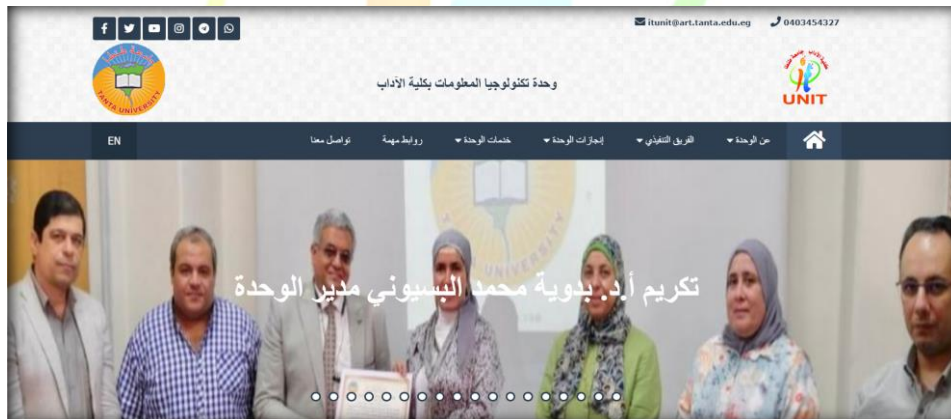 itunit@art.tanta.edu.eg
0403454327
TANTA UNIVERSITY
وحدة تكنولوجيا المعلومات بكلية الآداب
UNIT
عن الوحدة
الفريق التنفيذي
إنجازات الوحدة
خدمات الوحدة
روابط مهمة
تواصل معنا
EN
UNIVERSITY
تكريم أ.د. بدوية محمد البسيوني مدير الوحدة